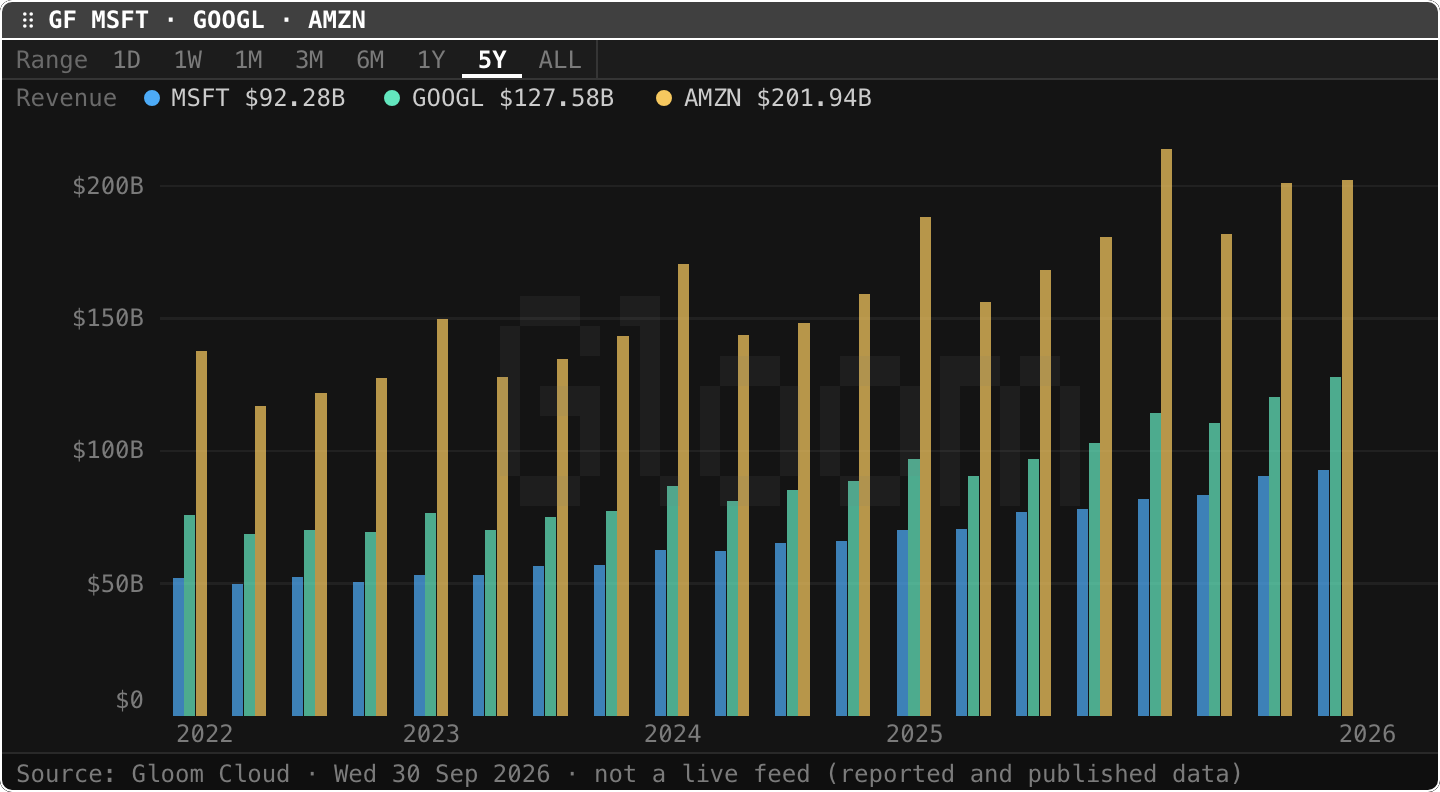 GF MSFT · GOOGL · AMZN
Range 1D 1W 1M 3M 6M 1Y 5Y ALL
Revenue MSFT $92.28B GOOGL $127.58B AMZN $201.94B
$200B
$150B
$100B
$50B
$0
Gloom
2022 2023 2024 2025 2026
Source: Gloom Cloud · Wed 30 Sep 2026 · not a live feed (reported and published data)